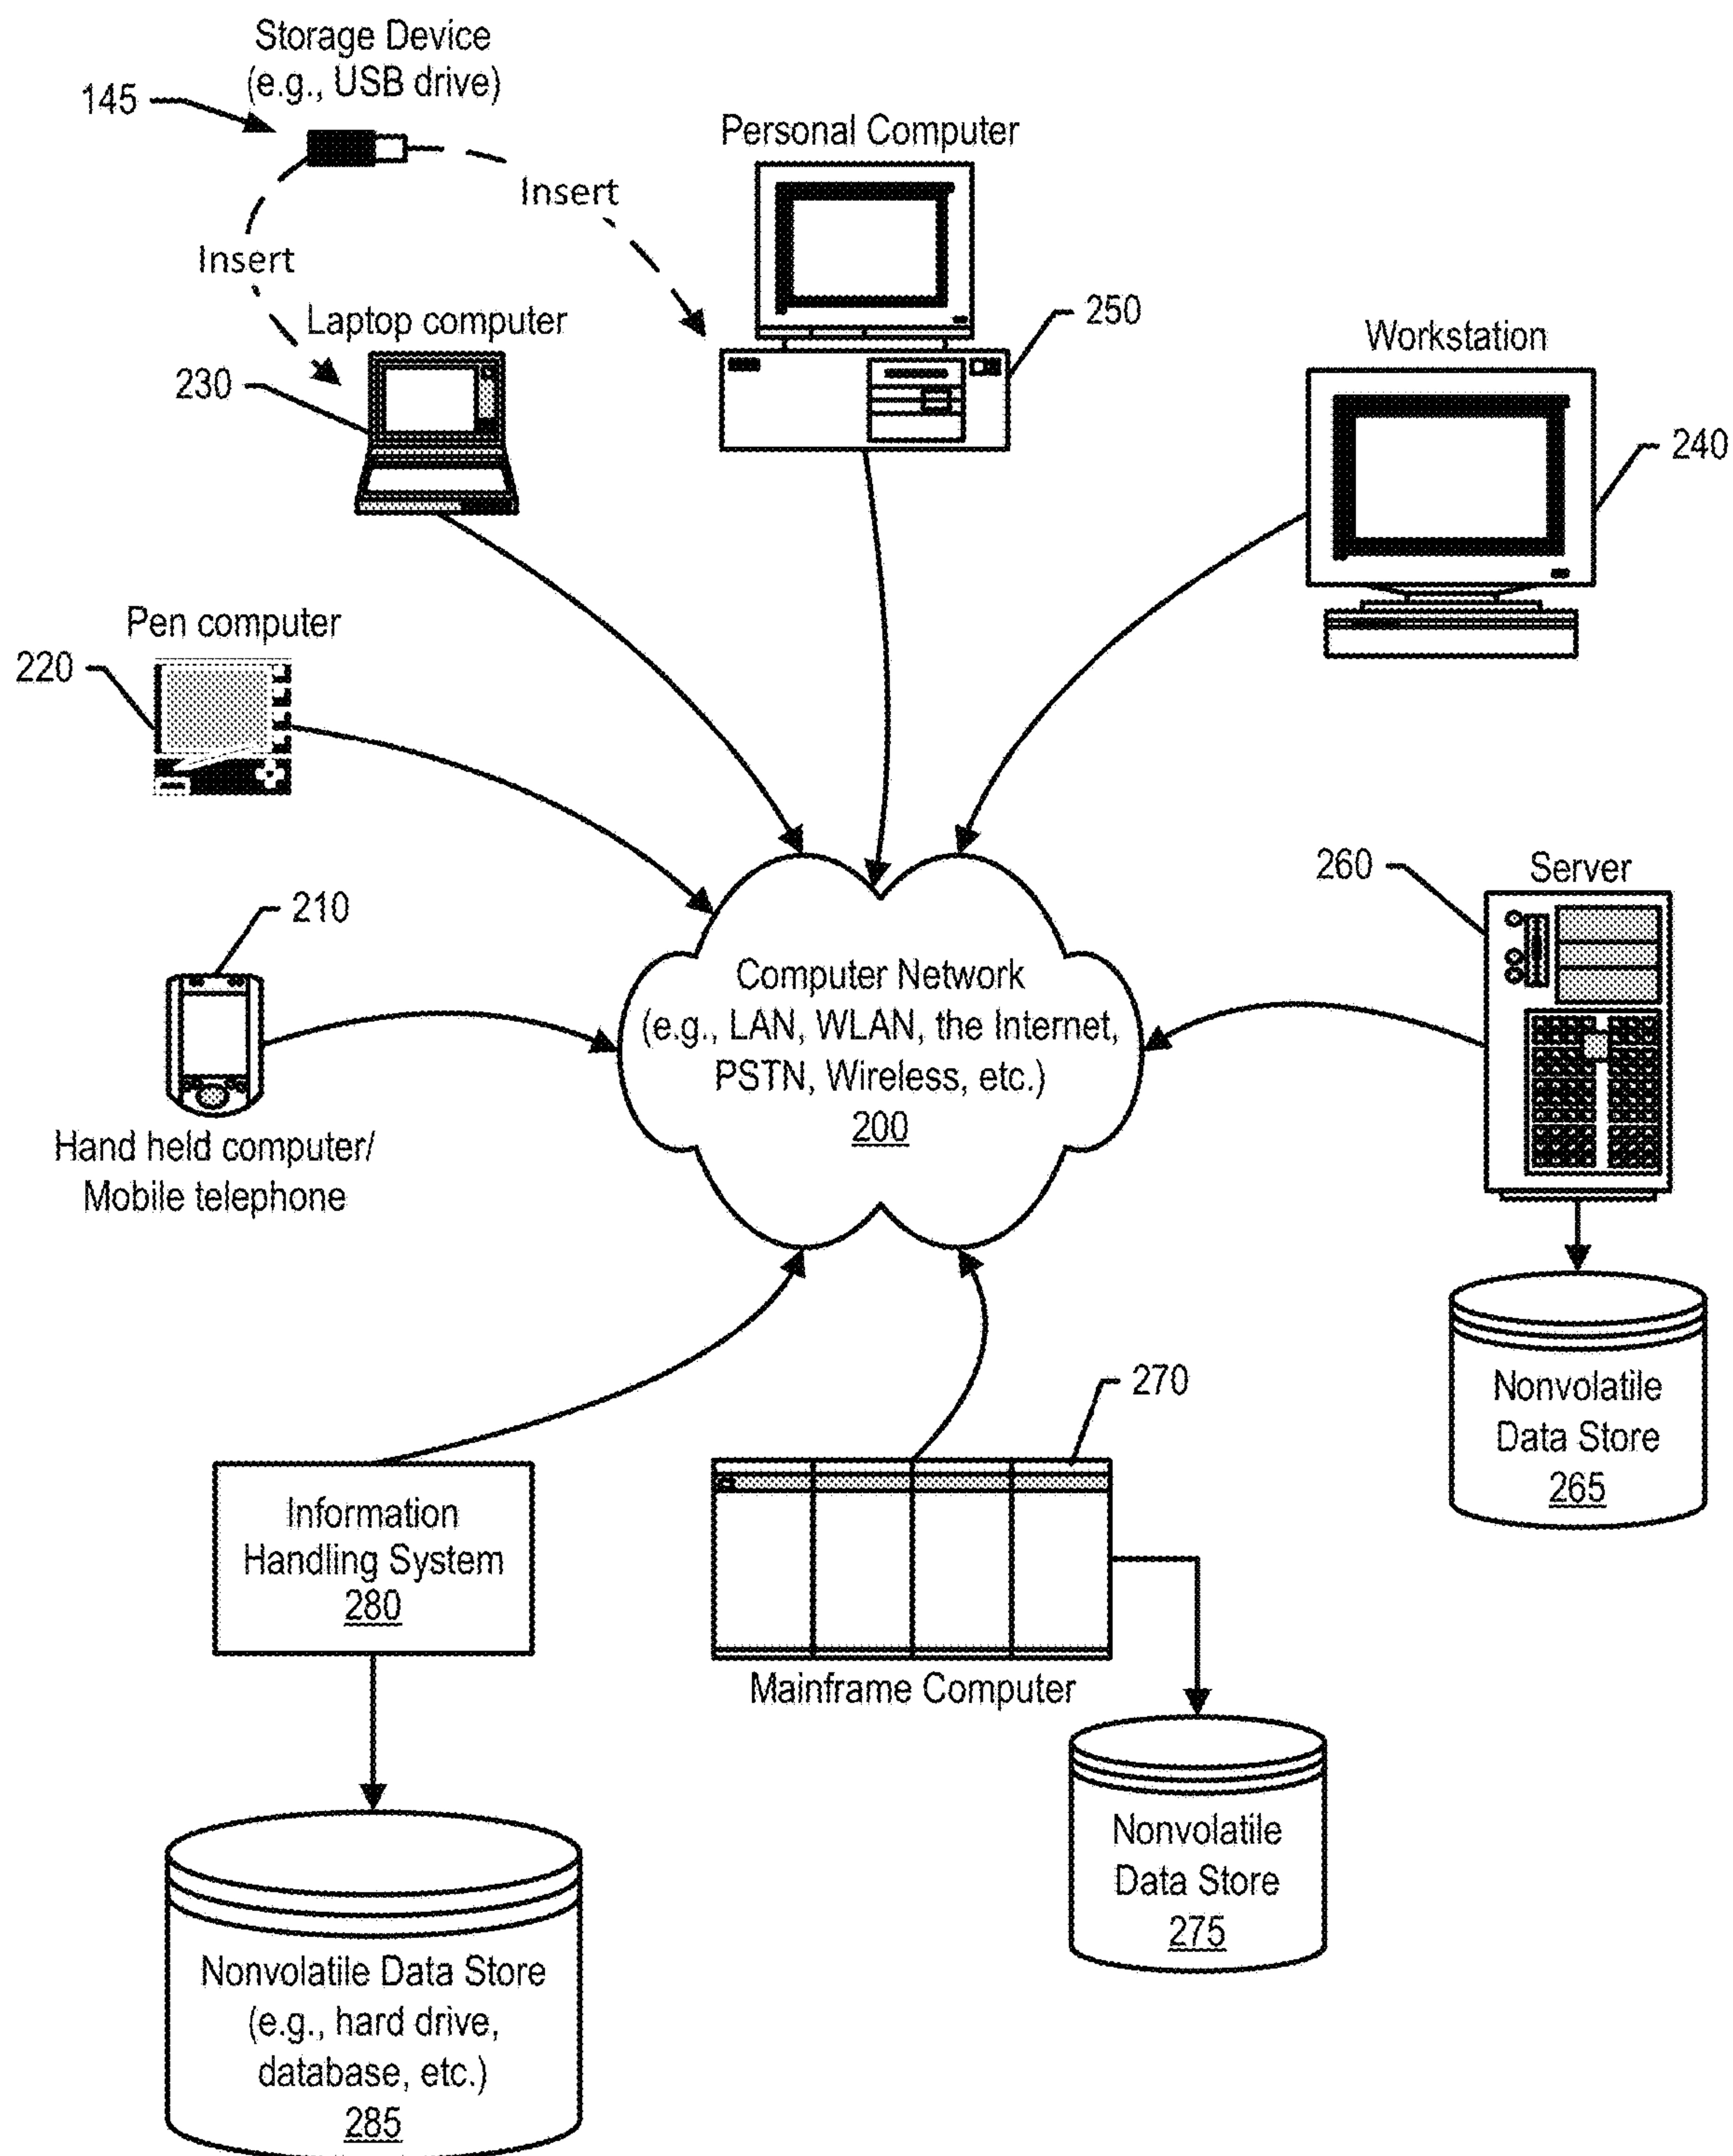 Storage Device
(e.g., USB drive)
145
Insert
Insert
Personal Computer
250
Laptop computer
230
Workstation
240
Pen computer
220
210
Hand held computer/
Mobile telephone
Computer Network
(e.g., LAN, WLAN, the Internet,
PSTN, Wireless, etc.)
200
260
Server
Nonvolatile
Data Store
265
270
Mainframe Computer
Information
Handling System
280
Nonvolatile
Data Store
275
Nonvolatile Data Store
(e.g., hard drive,
database, etc.)
285